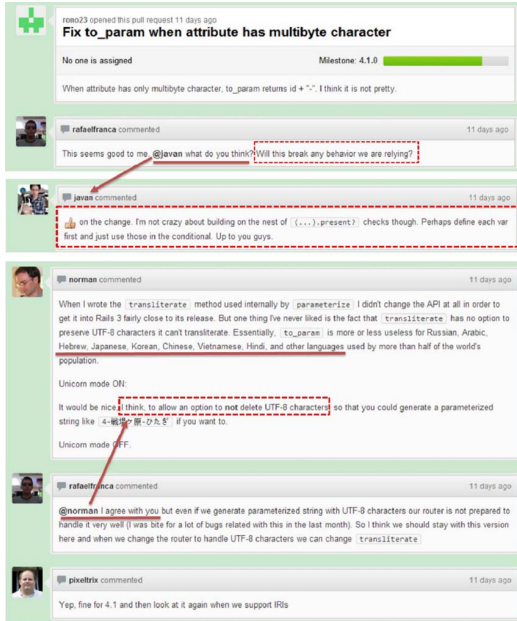 rono23 opened this pull request 11 days ago
Fix to_param when attribute has multibyte character
No one is assigned
Milestone: 4.1.0
When attribute has only multibyte character, to_param returns id + "-". I think it is not pretty.
rafaelfranca commented
11 days ago
This seems good to me. @javan what do you think? Will this break any behavior we are relying?
javan commented
11 days ago
👍 on the change. I'm not crazy about building on the nest of (...).present? checks though. Perhaps define each var
first and just use those in the conditional. Up to you guys.
norman commented
11 days ago
When I wrote the transliterate method used internally by parameterize I didn't change the API at all in order to
get it into Rails 3 fairly close to its release. But one thing I've never liked is the fact that transliterate has no option to
preserve UTF-8 characters it can't transliterate. Essentially, to_param is more or less useless for Russian, Arabic,
Hebrew, Japanese, Korean, Chinese, Vietnamese, Hindi, and other languages used by more than half of the world's
population.
Unicorn mode ON:
It would be nice, I think, to allow an option to not delete UTF-8 characters so that you could generate a parameterized
string like 4-戦場ヶ原-ひたぎ if you want to.
Unicorn mode OFF.
rafaelfranca commented
11 days ago
@norman I agree with you but even if we generate parameterized string with UTF-8 characters our router is not prepared to
handle it very well (I was bite for a lot of bugs related with this in the last month). So I think we should stay with this version
here and when we change the router to handle UTF-8 characters we can change transliterate
pixeltrix commented
11 days ago
Yep, fine for 4.1 and then look at it again when we support IRIs